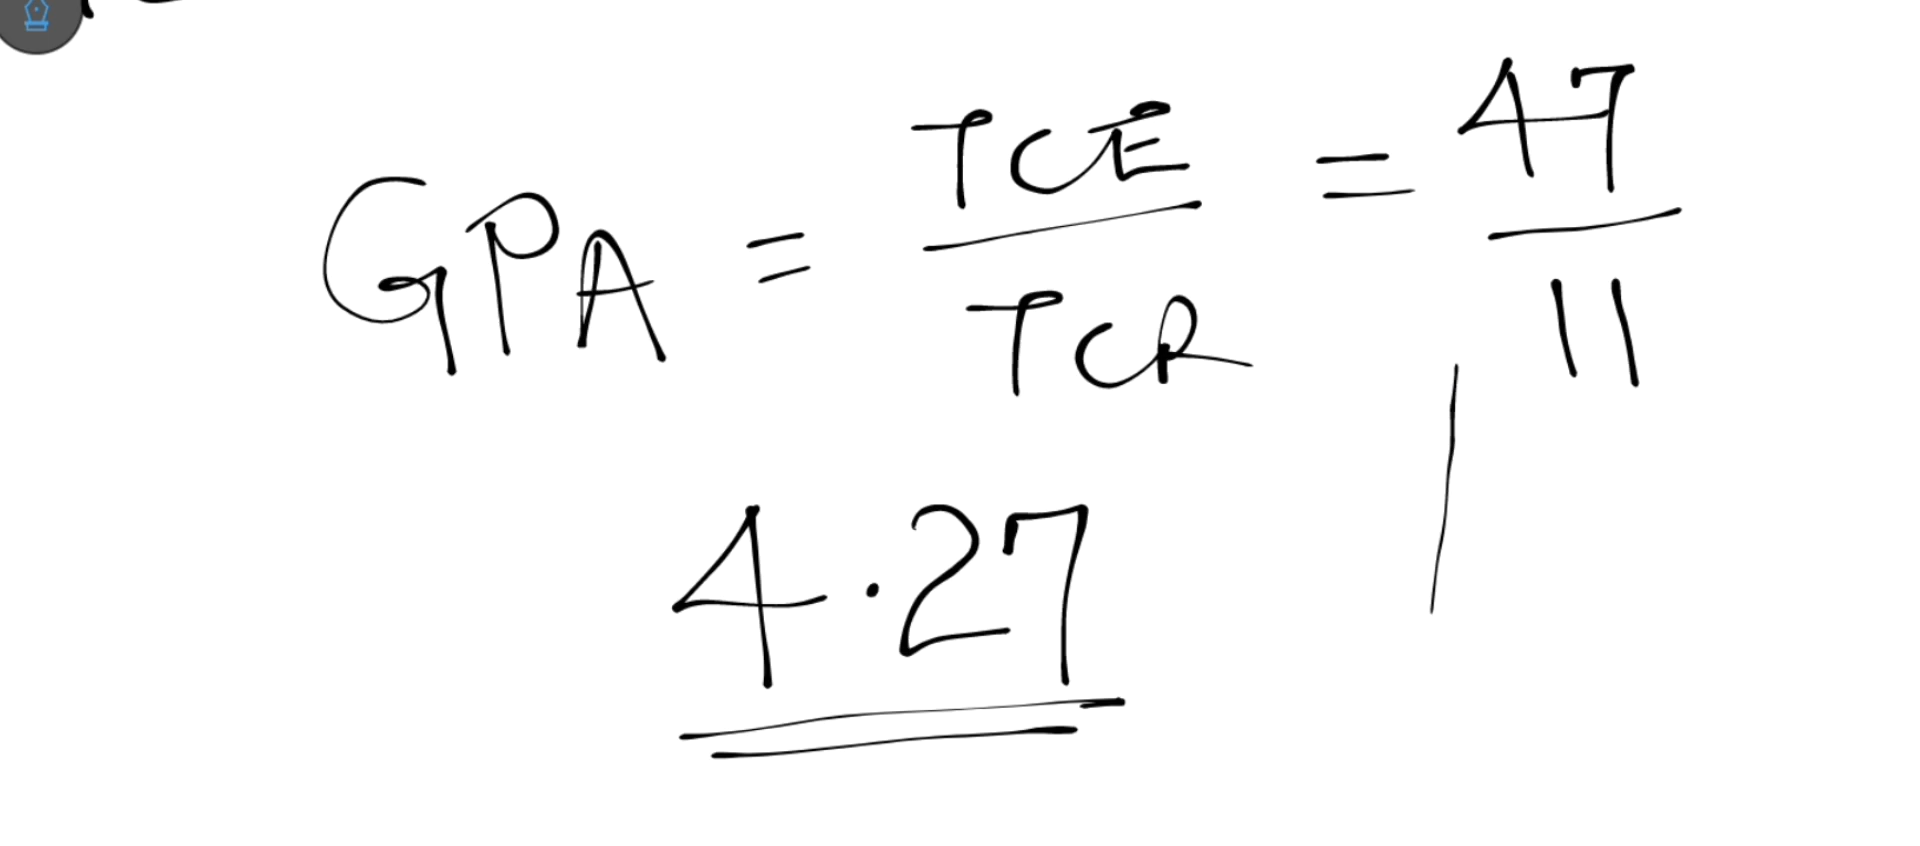 GPA = TCE / TCR = 47 / 11
4.27